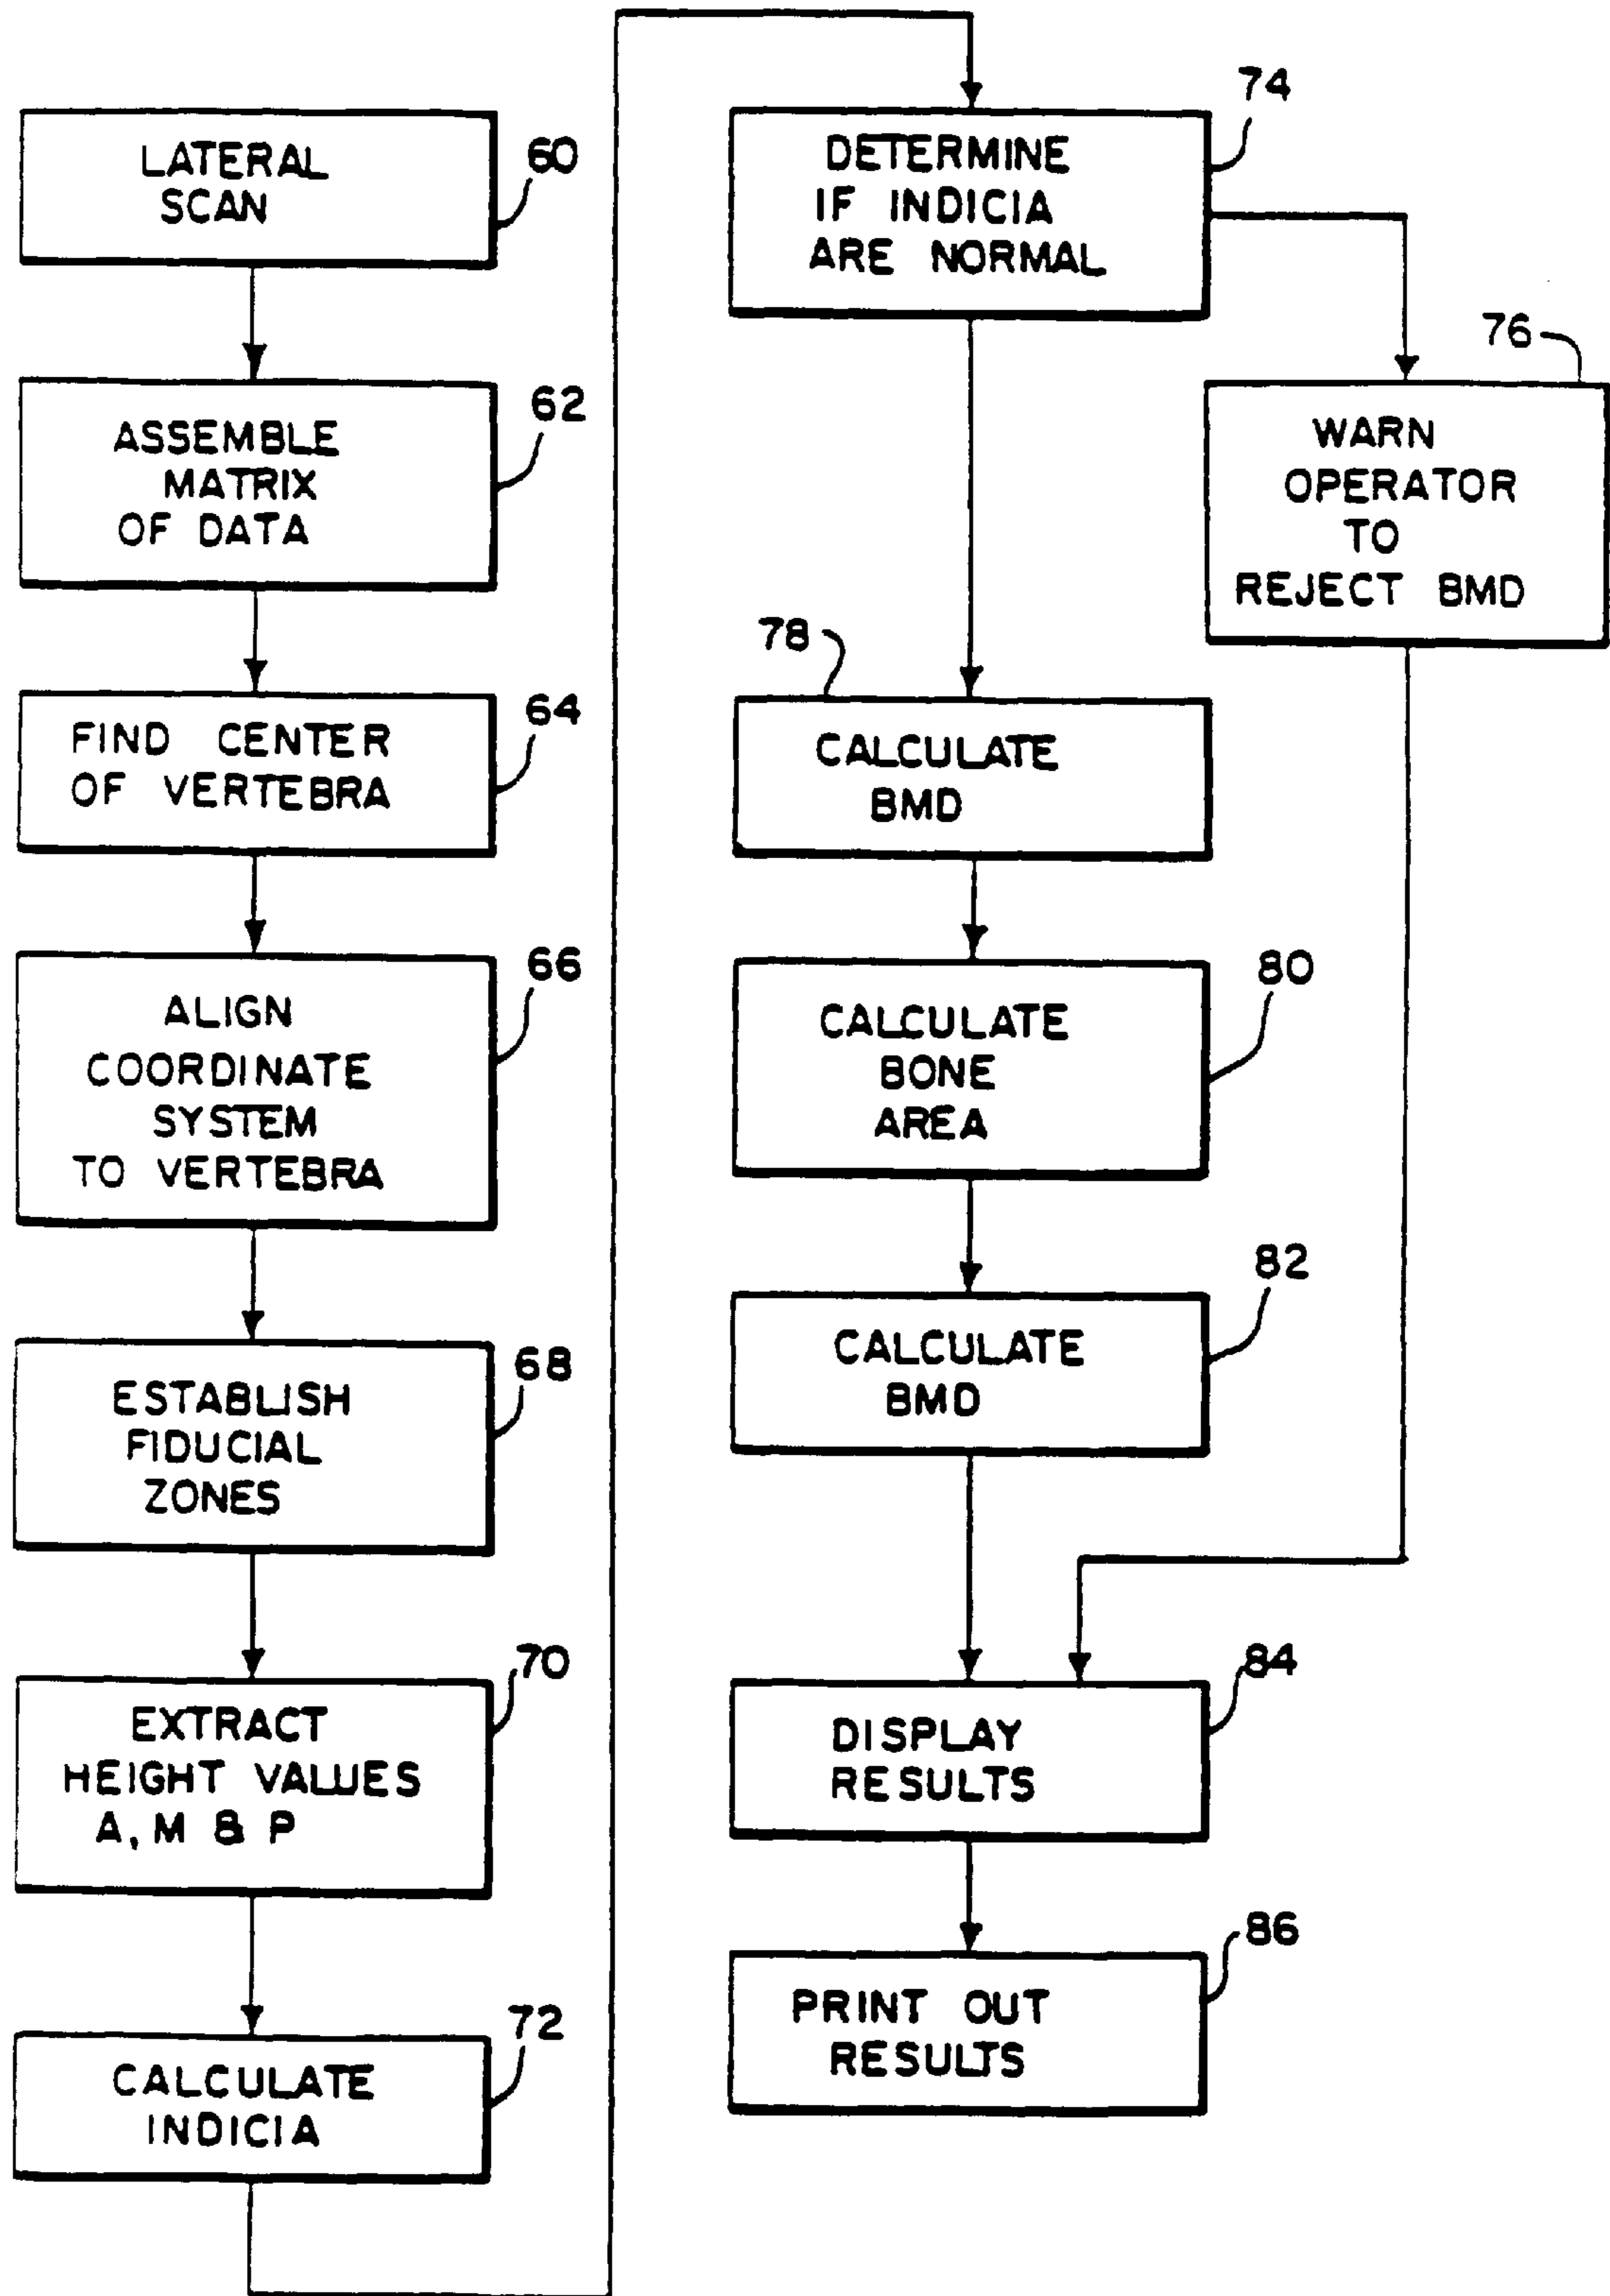 LATERAL
SCAN
60
ASSEMBLE
MATRIX
OF DATA
62
FIND CENTER
OF VERTEBRA
64
ALIGN
COORDINATE
SYSTEM
TO VERTEBRA
66
ESTABLISH
FIDUCIAL
ZONES
68
EXTRACT
HEIGHT VALUES
A, M & P
70
CALCULATE
INDICIA
72
DETERMINE
IF INDICIA
ARE NORMAL
74
WARN
OPERATOR
TO
REJECT BMD
76
CALCULATE
BMD
78
CALCULATE
BONE
AREA
80
CALCULATE
BMD
82
DISPLAY
RESULTS
84
PRINT OUT
RESULTS
86